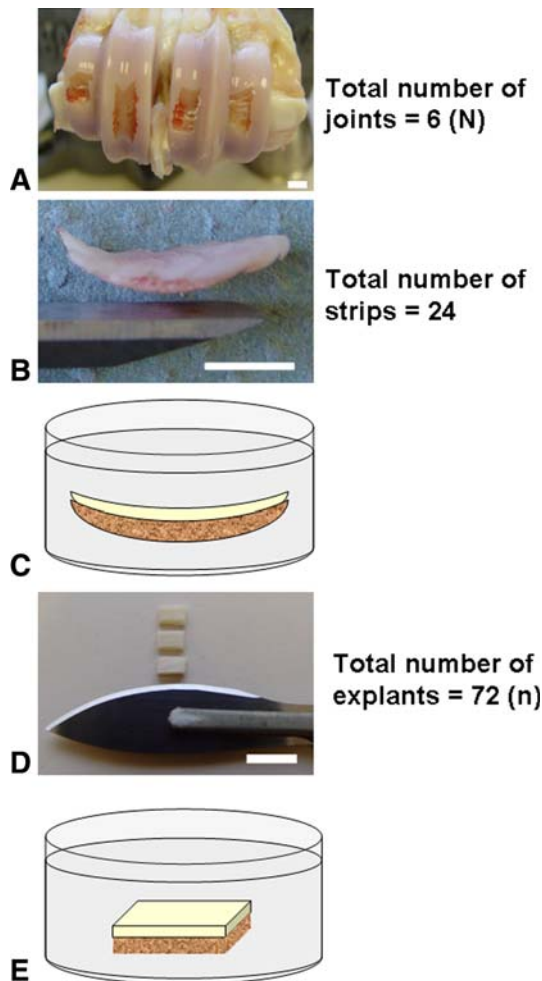 Total number of
joints = 6 (N)
A
Total number of
strips = 24
B
C
Total number of
explants = 72 (n)
D
E